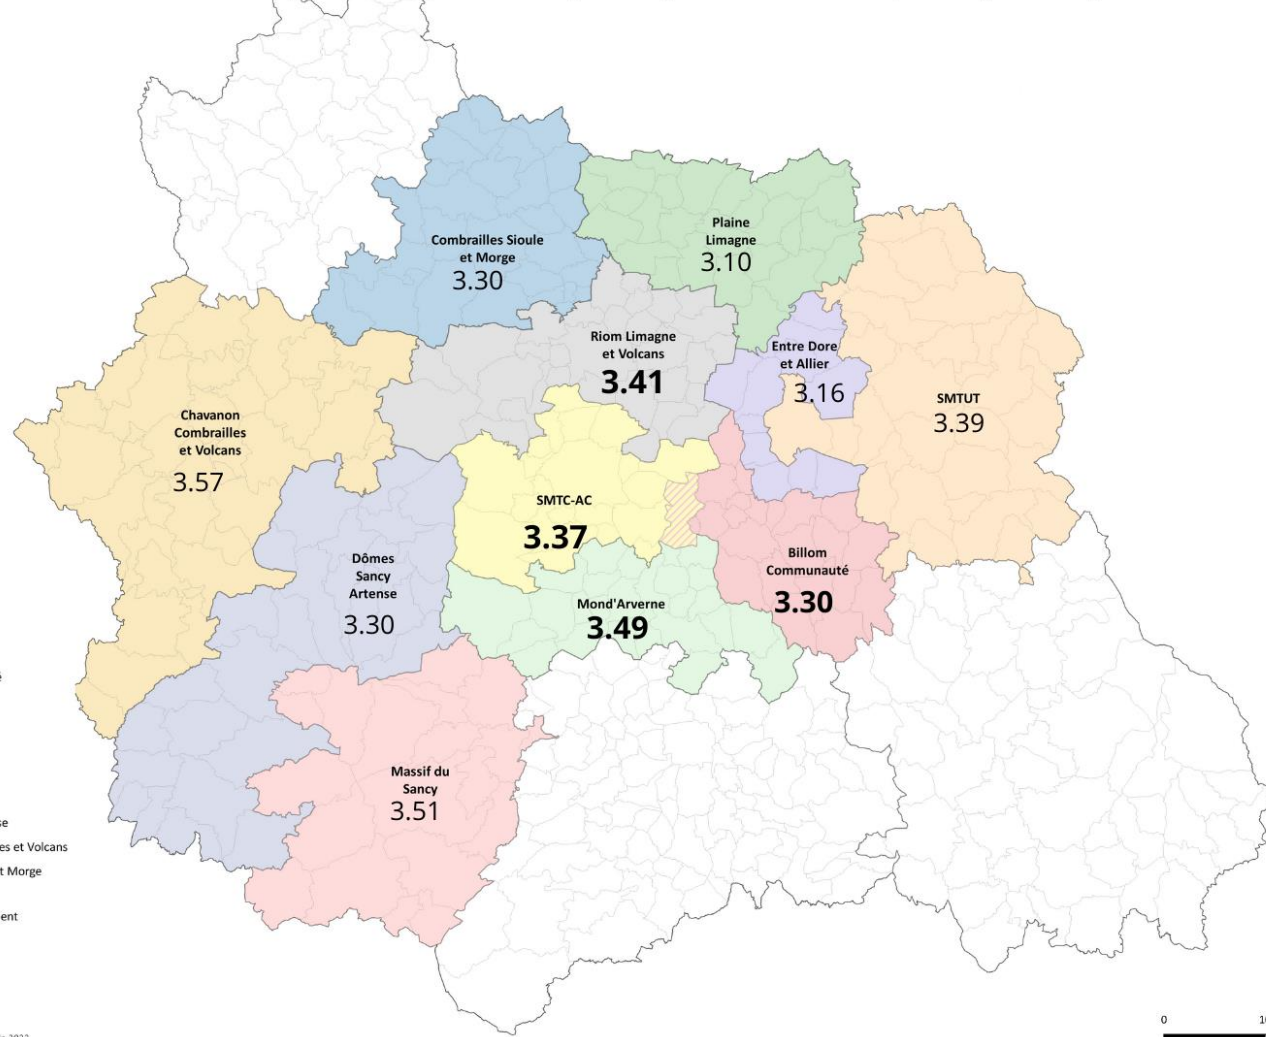 Combrailles Sioule
et Morge
3.30
Plaine
Limagne
3.10
Riom Limagne
et Volcans
3.41
Entre Dore
et Allier
3.16
SMTUT
3.39
Chavanon
Combrailles
et Volcans
3.57
SMTC-AC
3.37
Dômes
Sancy
Artense
3.30
Billom
Communauté
3.30
Mond'Arverne
3.49
Massif du
Sancy
3.51
es et Volcans
t Morge
ent
0